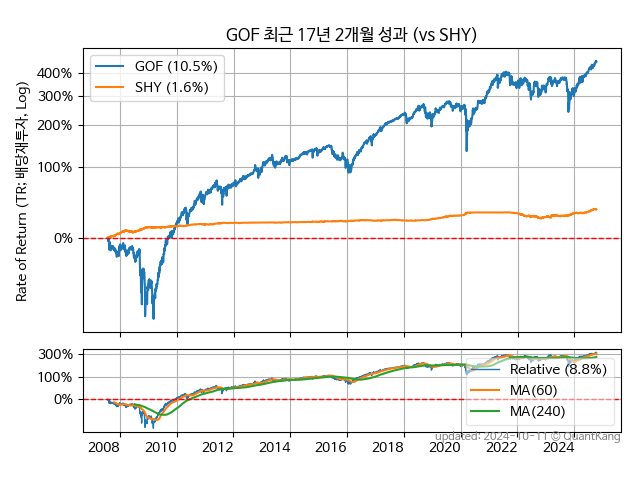 GOF 최근 17년 2개월 성과 (vs SHY)
Rate of Return (TR; 배당재투자, Log)
400%
300%
200%
100%
0%
GOF (10.5%)
SHY (1.6%)
300%
100%
0%
Relative (8.8%)
MA(60)
MA(240)
updated: 2024-10-11 © QuantKang
2008 2010 2012 2014 2016 2018 2020 2022 2024